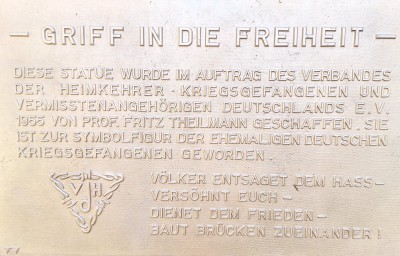 — GRIFF IN DIE FREIHEIT —
DIESE STATUE WURDE IM AUFTRAG DES VERBANDES
DER HEIMKEHRER · KRIEGSGEFANGENEN UND
VERMISSTENANGEHÖRIGEN DEUTSCHLANDS E.V.
1955 VON PROF. FRITZ THEILMANN GESCHAFFEN. SIE
IST ZUR SYMBOLFIGUR DER EHEMALIGEN DEUTSCHEN
KRIEGSGEFANGENEN GEWORDEN.
VdH
VÖLKER ENTSAGET DEM HASS—
VERSÖHNT EUCH—
DIENET DEM FRIEDEN—
BAUT BRÜCKEN ZUEINANDER!